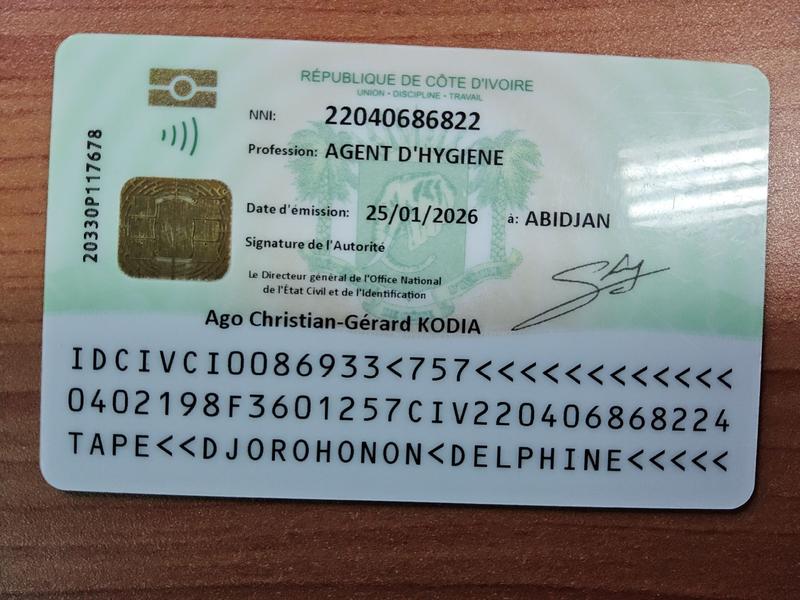 RÉPUBLIQUE DE CÔTE D'IVOIRE
UNION - DISCIPLINE - TRAVAIL
NNI: 22040686822
Profession: AGENT D'HYGIENE
20330P117678
Date d'émission: 25/01/2026 à: ABIDJAN
Signature de l'Autorité
Le Directeur général de l'Office National
de l'État Civil et de l'Identification
Ago Christian-Gérard KODIA
IDCIVCI0086933<757<<<<<<<<<<<<
0402198F3601257CIV220406868224
TAPE<<DJOROHONON<DELPHINE<<<<<